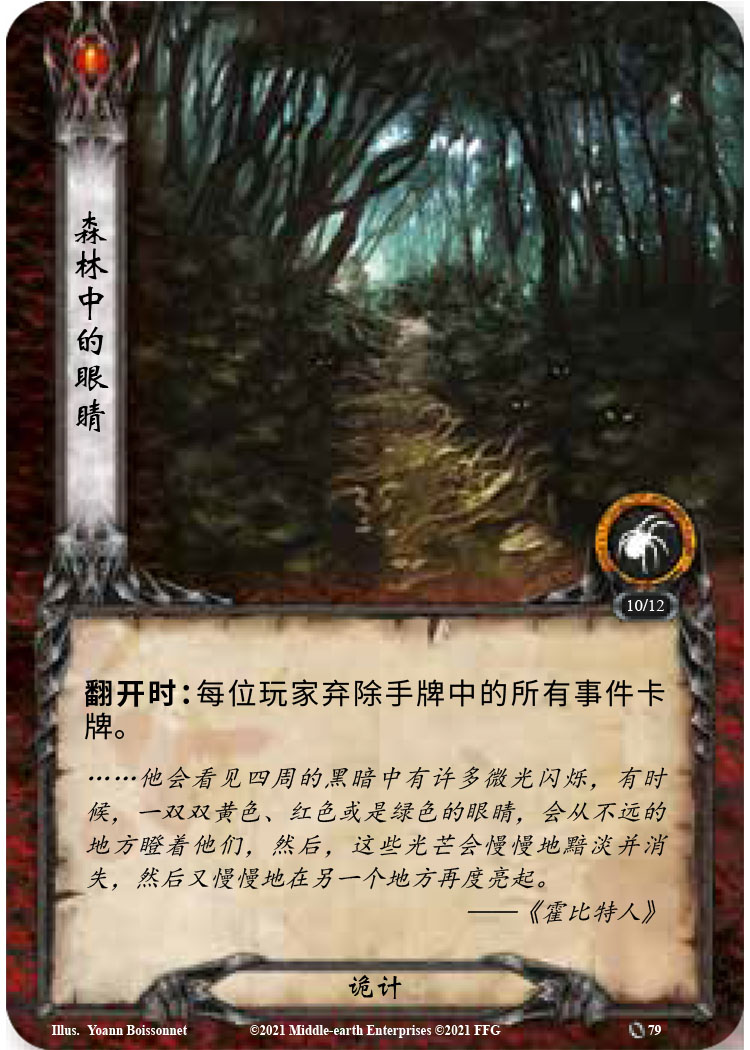 森林中的眼睛
10/12
翻开时：每位玩家弃除手牌中的所有事件卡
牌。
……他会看见四周的黑暗中有许多微光闪烁，有时
候，一双双黄色、红色或是绿色的眼睛，会从不远的
地方瞪着他们，然后，这些光芒会慢慢地黯淡并消
失，然后又慢慢地在另一个地方再度亮起。
——《霍比特人》
诡计
Illus. Yoann Boissonnet ©2021 Middle-earth Enterprises ©2021 FFG 79